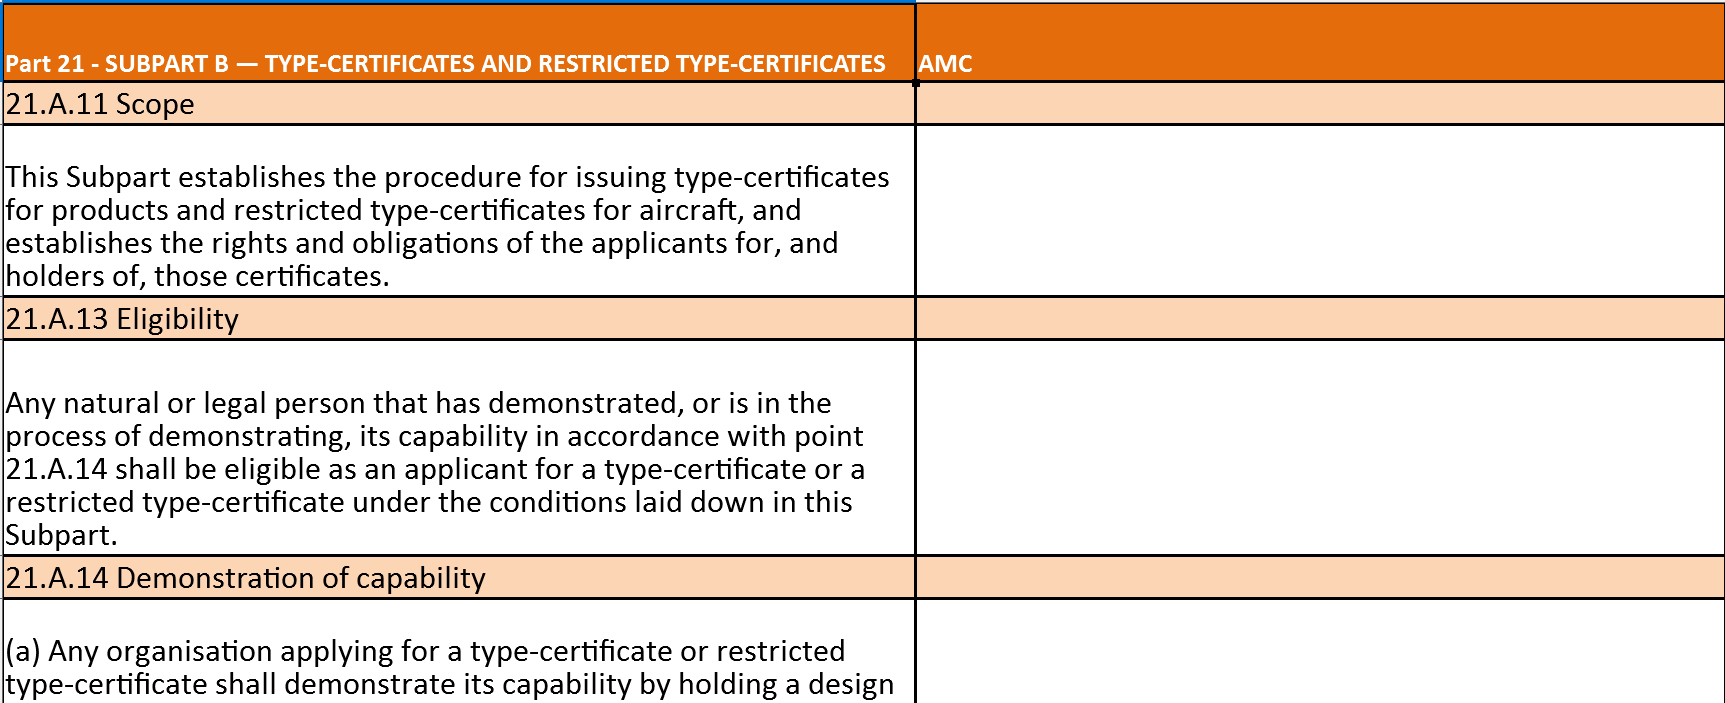 Part 21 - SUBPART B — TYPE-CERTIFICATES AND RESTRICTED TYPE-CERTIFICATES AMC
21.A.11 Scope
This Subpart establishes the procedure for issuing type-certificates
for products and restricted type-certificates for aircraft, and
establishes the rights and obligations of the applicants for, and
holders of, those certificates.
21.A.13 Eligibility
Any natural or legal person that has demonstrated, or is in the
process of demonstrating, its capability in accordance with point
21.A.14 shall be eligible as an applicant for a type-certificate or a
restricted type-certificate under the conditions laid down in this
Subpart.
21.A.14 Demonstration of capability
(a) Any organisation applying for a type-certificate or restricted
type-certificate shall demonstrate its capability by holding a design